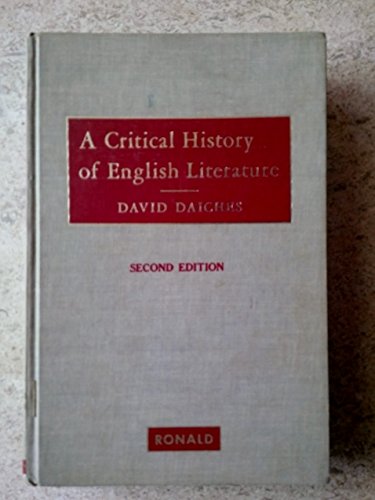 A Critical History
of English Literature
DAVID DAICHES
SECOND EDITION
RONALD